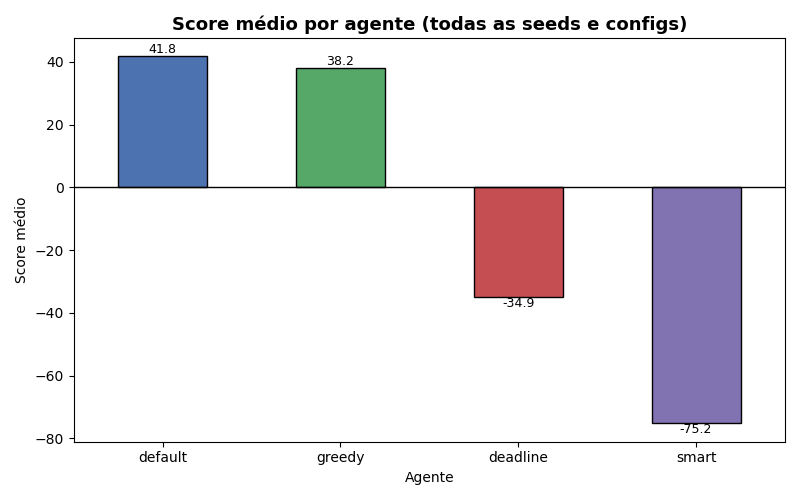 Score médio por agente (todas as seeds e configs)
41.8
38.2
-34.9
-75.2
40
20
0
−20
−40
−60
−80
Score médio
default
greedy
deadline
smart
Agente